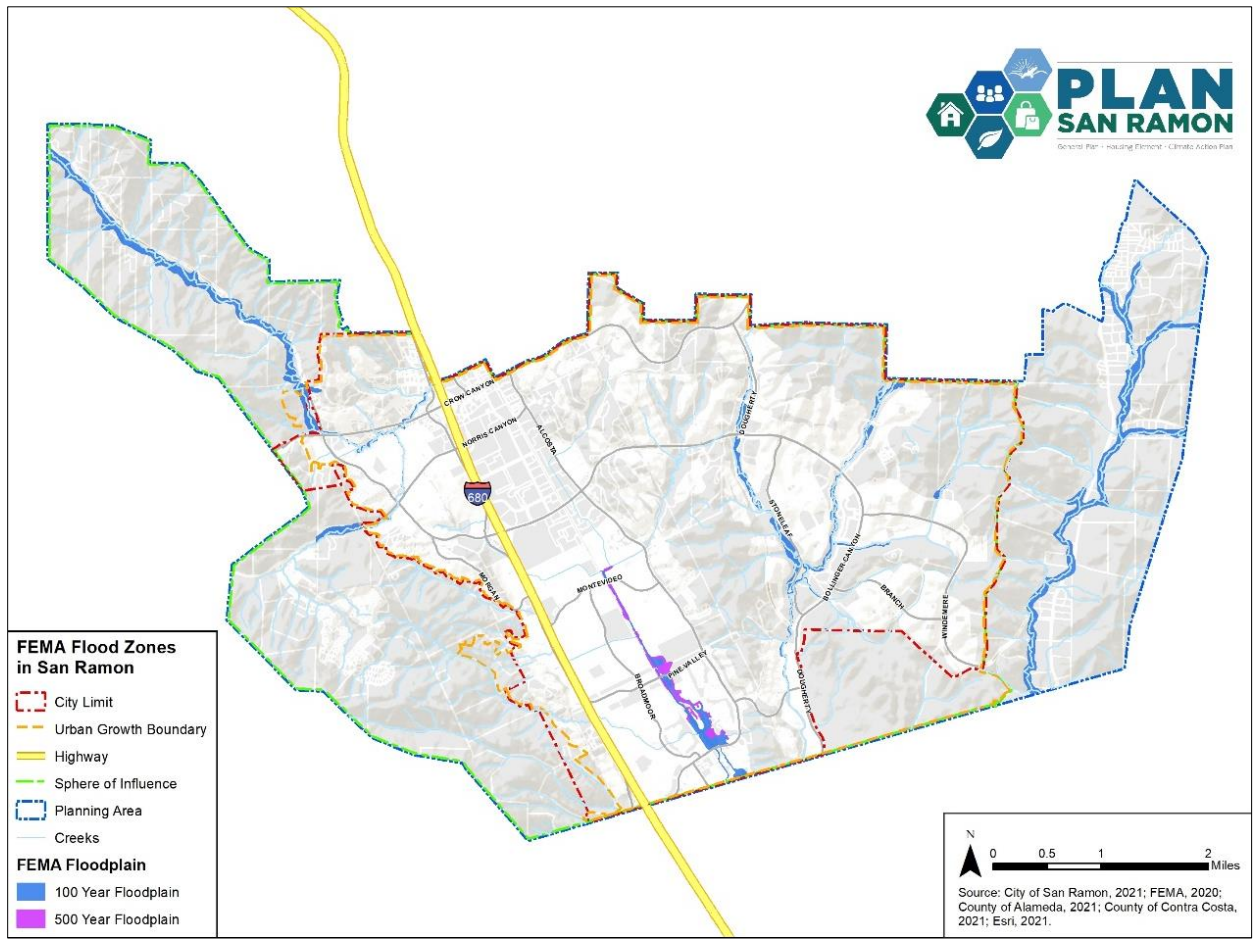 PLAN
SAN RAMON
General Plan - Housing Element - Climate Action Plan
CROW CANYON
NORRIS CANYON
ALCOSTA
DOUGHERTY
680
STONELEAF
BOLLINGER CANYON
MONTEVIDEO
MORGAN
BRANCH
WINDEMERE
PINE VALLEY
BROADMOOR
DOUGHERTY
FEMA Flood Zones
in San Ramon
City Limit
Urban Growth Boundary
Highway
Sphere of Influence
Planning Area
Creeks
FEMA Floodplain
100 Year Floodplain
500 Year Floodplain
N
0 0.5 1 2
Miles
Source: City of San Ramon, 2021; FEMA, 2020;
County of Alameda, 2021; County of Contra Costa,
2021; Esri, 2021.